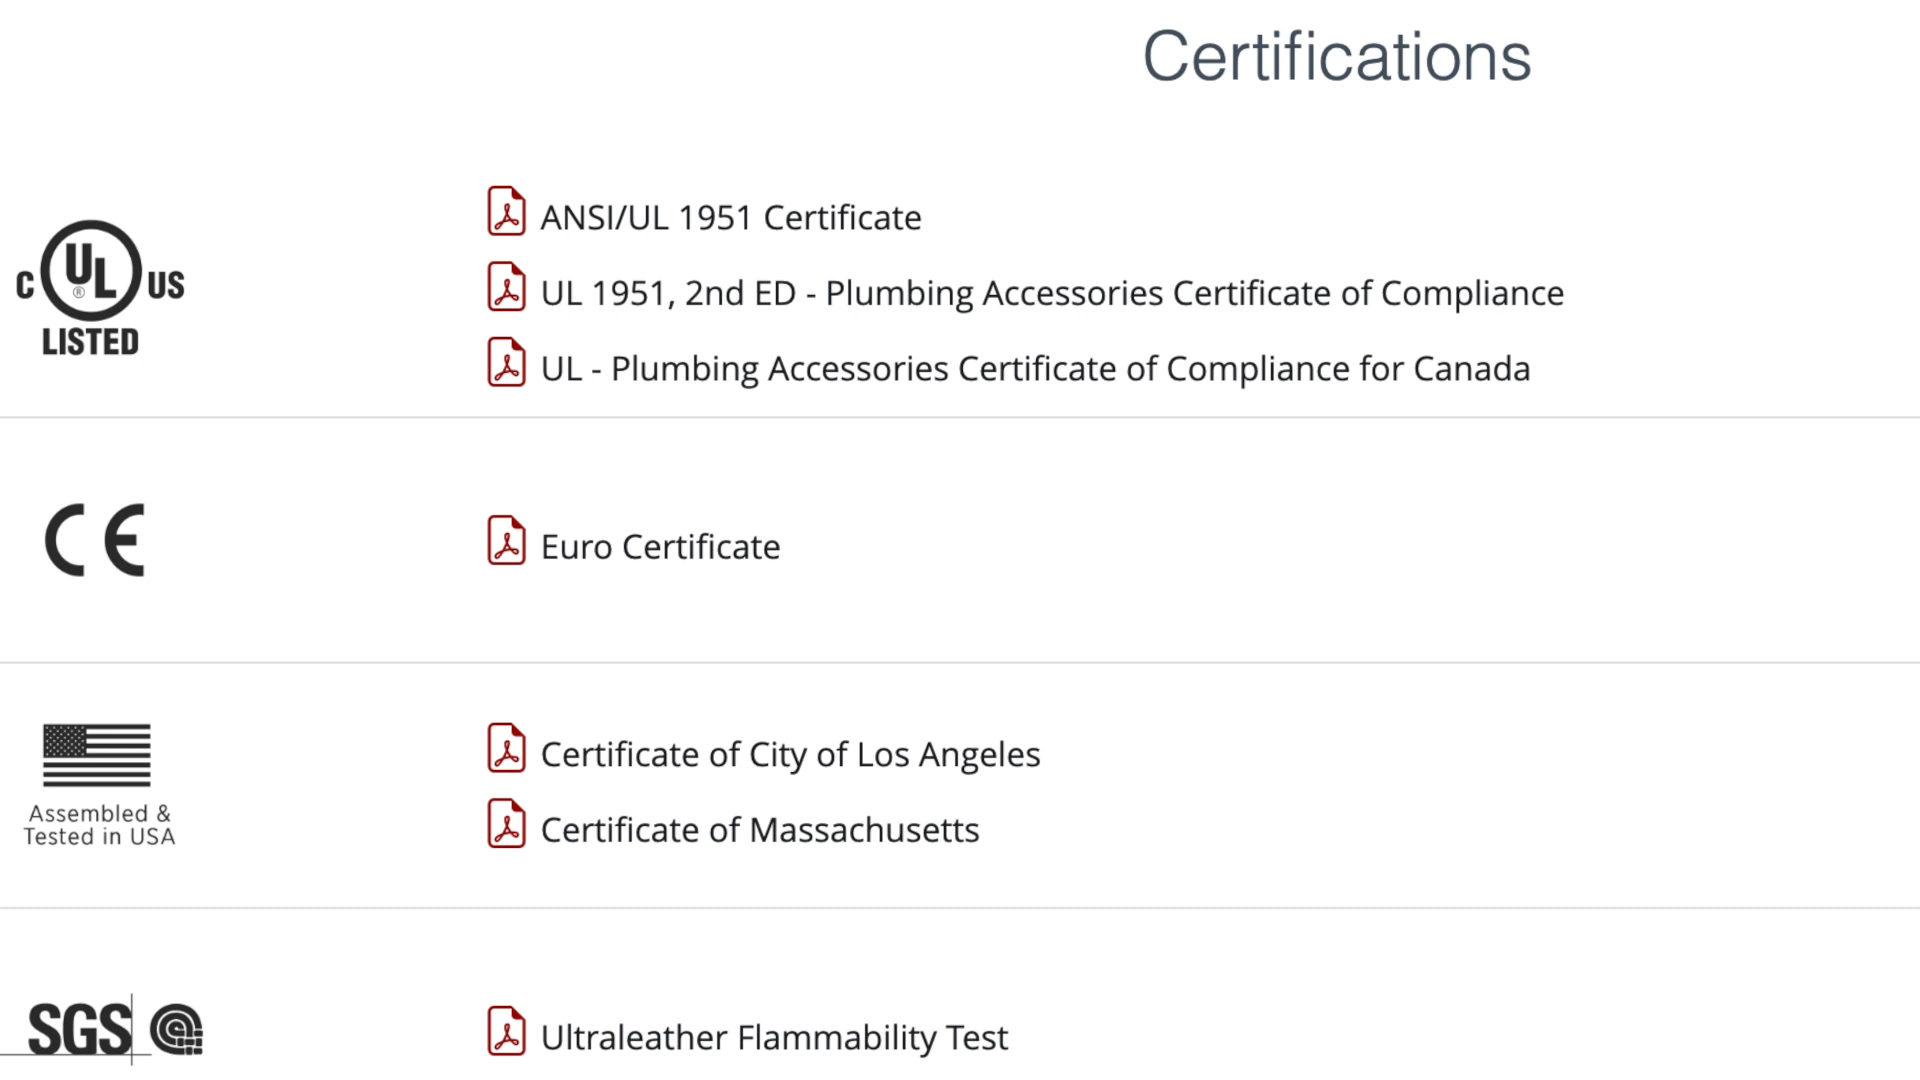 Certifications
C UL® US
LISTED
ANSI/UL 1951 Certificate
UL 1951, 2nd ED - Plumbing Accessories Certificate of Compliance
UL - Plumbing Accessories Certificate of Compliance for Canada
CE
Euro Certificate
Assembled &
Tested in USA
Certificate of City of Los Angeles
Certificate of Massachusetts
SGS
Ultraleather Flammability Test